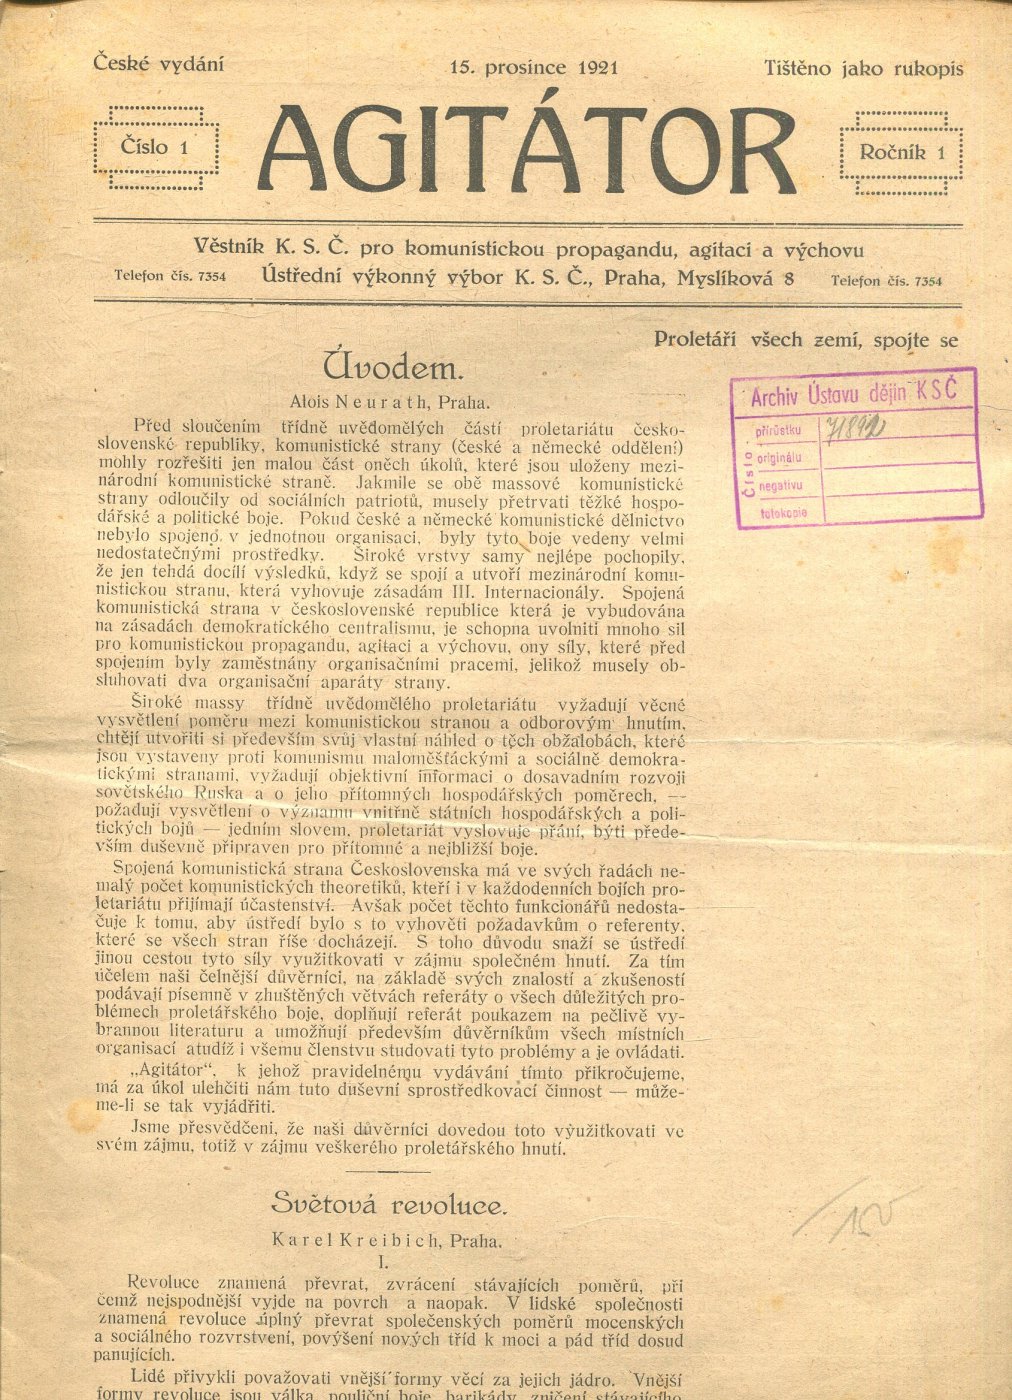 České vydání
15. prosince 1921
Tištěno jako rukopis
Číslo 1
AGITÁTOR
Ročník 1
Věstník K. S. Č. pro komunistickou propagandu, agitaci a výchovu
Telefon čís. 7354
Ústřední výkonný výbor K. S. Č., Praha, Myslíková 8
Telefon čís. 7354
Proletáři všech zemí, spojte se
Archiv Ústavu dějin KSČ
Číslo
přírůstku 71892
originálu
negativu
fotokopie
Úvodem.
Alois Neurath, Praha.
Před sloučením třídně uvědomělých částí proletariátu česko-
slovenské republiky, komunistické strany (české a německé oddělení)
mohly rozřešiti jen malou část oněch úkolů, které jsou uloženy mezi-
národní komunistické straně. Jakmile se obě massové komunistické
strany odloučily od sociálních patriotů, musely přetrvati těžké hospo-
dářské a politické boje. Pokud české a německé komunistické dělnictvo
nebylo spojeno v jednotnou organisaci, byly tyto boje vedeny velmi
nedostatečnými prostředky. Široké vrstvy samy nejlépe pochopily,
že jen tehdá docílí výsledků, když se spojí a utvoří mezinárodní komu-
nistickou stranu, která vyhovuje zásadám III. Internacionály. Spojená
komunistická strana v československé republice která je vybudována
na zásadách demokratického centralismu, je schopna uvolniti mnoho sil
pro komunistickou propagandu, agitaci a výchovu, ony síly, které před
spojením byly zaměstnány organisačními pracemi, jelikož musely ob-
sluhovati dva organisační aparáty strany.
Široké massy třídně uvědomělého proletariátu vyžadují věcné
vysvětlení poměru mezi komunistickou stranou a odborovým hnutím,
chtějí utvořiti si především svůj vlastní náhled o těch obžalobách, které
jsou vystaveny proti komunismu maloměšťáckými a sociálně demokra-
tickými stranami, vyžadují objektivní informaci o dosavadním rozvoji
sovětského Ruska a o jeho přítomných hospodářských poměrech, —
požadují vysvětlení o významu vnitřně státních hospodářských a poli-
tických bojů — jedním slovem, proletariát vyslovuje přání, býti přede-
vším duševně připraven pro přítomné a nejbližší boje.
Spojená komunistická strana Československa má ve svých řadách ne-
malý počet komunistických theoretiků, kteří i v každodenních bojích pro-
letariátu přijímají účastenství. Avšak počet těchto funkcionářů nedosta-
čuje k tomu, aby ústředí bylo s to vyhověti požadavkům o referenty,
které se všech stran říše docházejí. S toho důvodu snaží se ústředí
jinou cestou tyto síly využitkovati v zájmu společném hnutí. Za tím
účelem naši čelnější důvěrníci, na základě svých znalostí a zkušeností
podávají písemně v zhuštěných větvách referáty o všech důležitých pro-
blémech proletářského boje, doplňují referát poukazem na pečlivě vy-
brannou literaturu a umožňují především důvěrníkům všech místních
organisací atudíž i všemu členstvu studovati tyto problémy a je ovládati.
„Agitátor“, k jehož pravidelnému vydávání tímto přikročujeme,
má za úkol ulehčiti nám tuto duševní sprostředkovací činnost — může-
me-li se tak vyjádřiti.
Jsme přesvědčeni, že naši důvěrníci dovedou toto využitkovati ve
svém zájmu, totiž v zájmu veškerého proletářského hnutí.
Světová revoluce.
Karel Kreibich, Praha.
I.
Revoluce znamená převrat, zvrácení stávajících poměrů, při
čemž nejspodnější vyjde na povrch a naopak. V lidské společnosti
znamená revoluce úplný převrat společenských poměrů mocenských
a sociálného rozvrstvení, povýšení nových tříd k moci a pád tříd dosud
panujících.
Lidé přivykli považovati vnější formy věcí za jejich jádro. Vnější
formy revoluce jsou válka, pouliční boje, barikády, zničení stávajícího